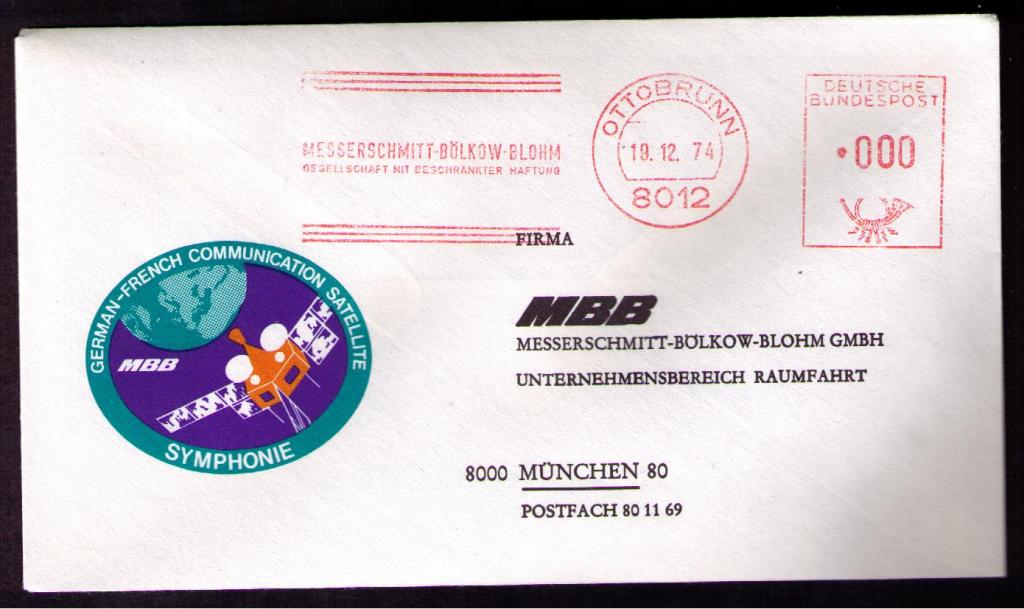 MESSERSCHMITT-BÖLKOW-BLOHM
GESELLSCHAFT MIT BESCHRÄNKTER HAFTUNG
OTTOBRUNN
19.12.74
8012
DEUTSCHE
BUNDESPOST
000
FIRMA
GERMAN-FRENCH COMMUNICATION SATELLITE
MBB
SYMPHONIE
MBB
MESSERSCHMITT-BÖLKOW-BLOHM GMBH
UNTERNEHMENSBEREICH RAUMFAHRT
8000 MÜNCHEN 80
POSTFACH 80 11 69